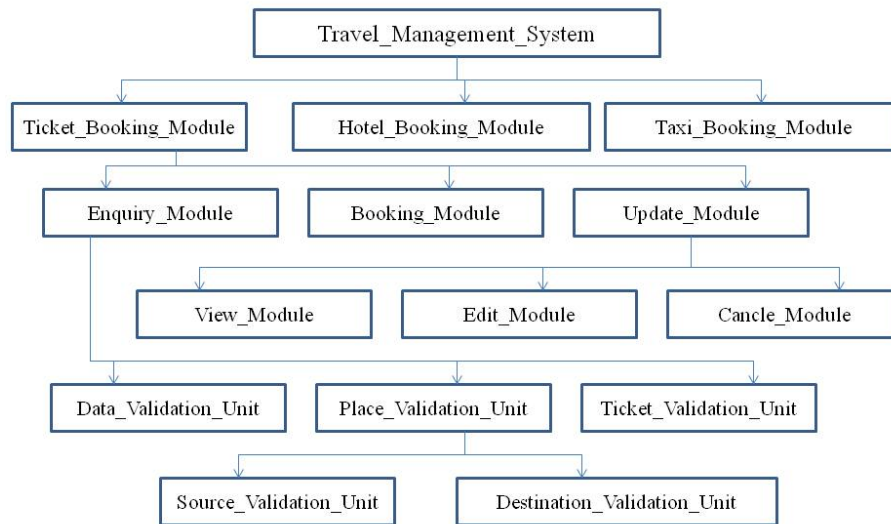 Travel_Management_System
Ticket_Booking_Module
Hotel_Booking_Module
Taxi_Booking_Module
Enquiry_Module
Booking_Module
Update_Module
View_Module
Edit_Module
Cancle_Module
Data_Validation_Unit
Place_Validation_Unit
Ticket_Validation_Unit
Source_Validation_Unit
Destination_Validation_Unit